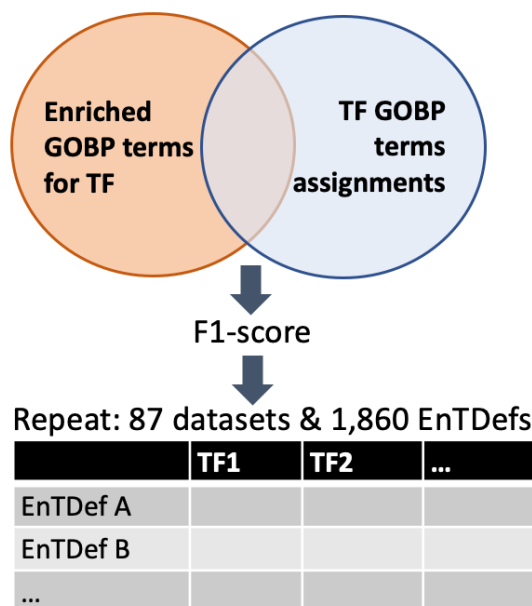 Enriched
GOBP terms
for TF
TF GOBP
terms
assignments
F1-score
Repeat: 87 datasets & 1,860 EnTDefs
TF1 TF2 ...
EnTDef A
EnTDef B
...